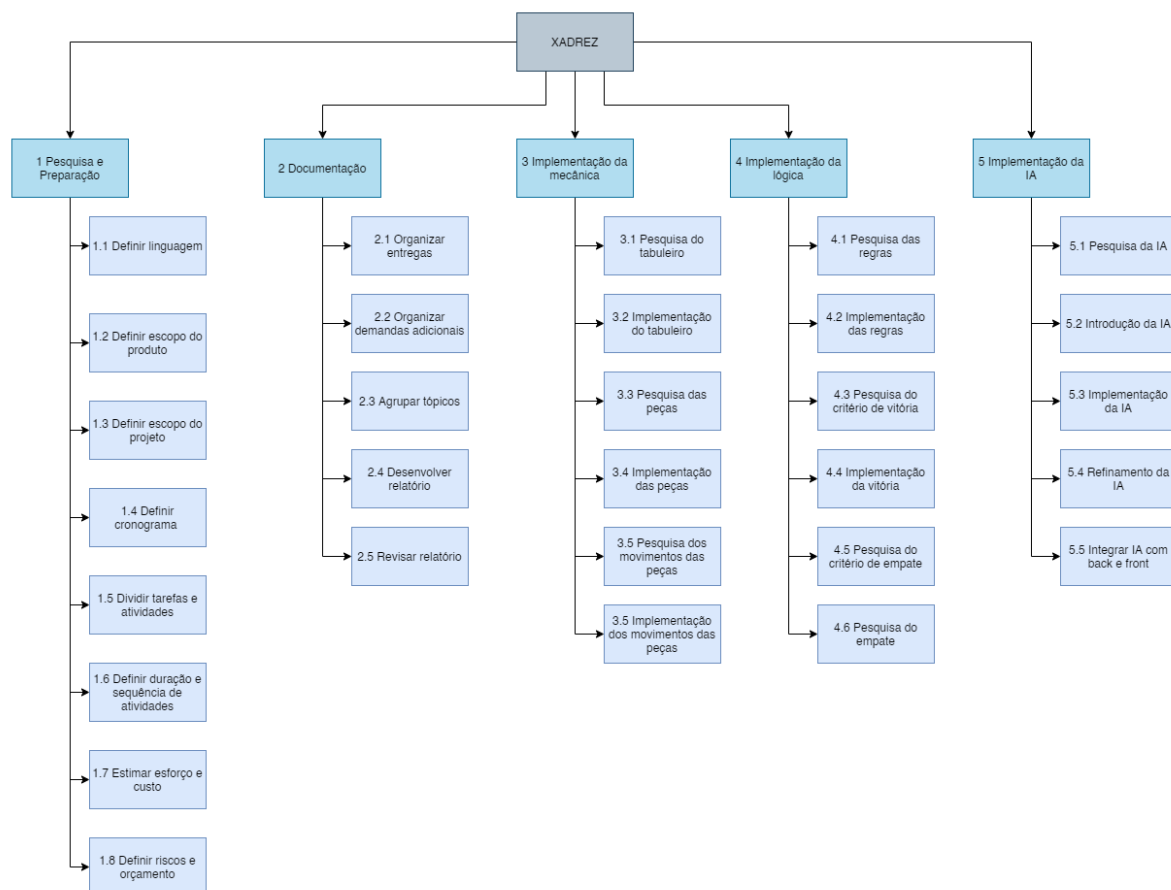 XADREZ
1 Pesquisa e
Preparação
1.1 Definir linguagem
1.2 Definir escopo do
produto
1.3 Definir escopo do
projeto
1.4 Definir
cronograma
1.5 Dividir tarefas e
atividades
1.6 Definir duração e
sequência de
atividades
1.7 Estimar esforço e
custo
1.8 Definir riscos e
orçamento
2 Documentação
2.1 Organizar
entregas
2.2 Organizar
demandas adicionais
2.3 Agrupar tópicos
2.4 Desenvolver
relatório
2.5 Revisar relatório
3 Implementação da
mecânica
3.1 Pesquisa do
tabuleiro
3.2 Implementação
do tabuleiro
3.3 Pesquisa das
peças
3.4 Implementação
das peças
3.5 Pesquisa dos
movimentos das
peças
3.5 Implementação
dos movimentos das
peças
4 Implementação da
lógica
4.1 Pesquisa das
regras
4.2 Implementação
das regras
4.3 Pesquisa do
critério de vitória
4.4 Implementação
da vitória
4.5 Pesquisa do
critério de empate
4.6 Pesquisa do
empate
5 Implementação da
IA
5.1 Pesquisa da IA
5.2 Introdução da IA
5.3 Implementação
da IA
5.4 Refinamento da
IA
5.5 Integrar IA com
back e front